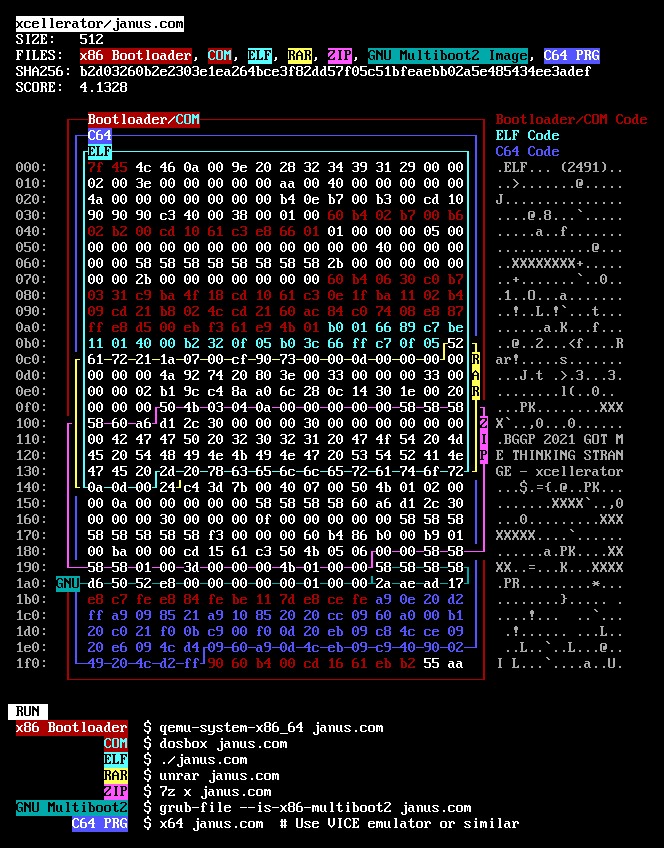 xcellerator/janus.com
SIZE: 512
FILES: x86 Bootloader, COM, ELF, RAR, ZIP, GNU Multiboot2 Image, C64 PRG
SHA256: b2d03260b2e2303e1ea264bce3f82dd57f05c51bfeaebb02a5e485434ee3adef
SCORE: 4.1328
Bootloader/COM Bootloader/COM Code
C64 ELF Code
ELF C64 Code
000: 7f 45 4c 46 0a 00 9e 20 28 32 34 39 31 29 00 00 .ELF... (2491)..
010: 02 00 3e 00 00 00 00 00 aa 00 40 00 00 00 00 00 ..>.......@.....
020: 4a 00 00 00 00 00 00 00 b4 0e b7 00 b3 00 cd 10 J...............
030: 90 90 90 c3 40 00 38 00 01 00 60 b4 02 b7 00 b6 ....@.8...`.....
040: 02 b2 00 cd 10 61 c3 e8 66 01 01 00 00 00 05 00 .....a..f.......
050: 00 00 00 00 00 00 00 00 00 00 00 00 40 00 00 00 ............@...
060: 00 00 58 58 58 58 58 58 58 58 2b 00 00 00 00 00 ..XXXXXXXX+.....
070: 00 00 2b 00 00 00 00 00 00 00 60 b4 06 30 c0 b7 ..+.......`..0..
080: 03 31 c9 ba 4f 18 cd 10 61 c3 0e 1f ba 11 02 b4 .1..O...a.......
090: 09 cd 21 b8 02 4c cd 21 60 ac 84 c0 74 08 e8 87 ..!..L.!`...t...
0a0: ff e8 d5 00 eb f3 61 e9 4b 01 b0 01 66 89 c7 be ......a.K...f...
0b0: 11 01 40 00 b2 32 0f 05 b0 3c 66 ff c7 0f 05 52 ..@..2...<f....R
0c0: 61 72 21 1a 07 00 cf 90 73 00 00 0d 00 00 00 00 ar!.....s.......
0d0: 00 00 00 4a 92 74 20 80 3e 00 33 00 00 00 33 00 ...J.t .>.3...3.
0e0: 00 00 02 b1 9c c4 8a a0 6c 28 0c 14 30 1e 00 20 ........l(..0..
0f0: 00 00 00 50 4b 03 04 0a 00 00 00 00 00 58 58 58 ...PK........XXX
100: 58 60 a6 d1 2c 30 00 00 00 30 00 00 00 00 00 00 X`..,0...0......
110: 00 42 47 47 50 20 32 30 32 31 20 47 4f 54 20 4d .BGGP 2021 GOT M
120: 45 20 54 48 49 4e 4b 49 4e 47 20 53 54 52 41 4e E THINKING STRAN
130: 47 45 20 2d 20 78 63 65 6c 6c 65 72 61 74 6f 72 GE - xcellerator
140: 0a 0d 00 24 c4 3d 7b 00 40 07 00 50 4b 01 02 00 ...$.={.@..PK...
150: 00 0a 00 00 00 00 00 58 58 58 58 60 a6 d1 2c 30 .......XXXX`..,0
160: 00 00 00 30 00 00 00 0f 00 00 00 00 00 58 58 58 ...0.........XXX
170: 58 58 58 58 58 f3 00 00 00 60 b4 86 b0 00 b9 01 XXXXX....`......
180: 00 ba 00 00 cd 15 61 c3 50 4b 05 06 00 00 58 58 ......a.PK....XX
190: 58 58 01 00 3d 00 00 00 4b 01 00 00 58 58 58 58 XX..=...K...XXXX
1a0: GNU d6 50 52 e8 00 00 00 00 00 01 00 00 2a ae ad 17 .PR.........*...
1b0: e8 c7 fe e8 84 fe be 11 7d e8 ce fe a9 0e 20 d2 ........}..... .
1c0: ff a9 09 85 21 a9 10 85 20 20 cc 09 60 a0 00 b1 ....!...  ..`...
1d0: 20 c0 21 f0 0b c9 00 f0 0d 20 eb 09 c8 4c ce 09 .!...... ...L..
1e0: 20 e6 09 4c d4 09 60 a9 0d 4c eb 09 c9 40 90 02 ..L..`..L...@..
1f0: 49 20 4c d2 ff 90 60 b4 00 cd 16 61 eb b2 55 aa I L...`....a..U.
RUN
x86 Bootloader $ qemu-system-x86_64 janus.com
COM $ dosbox janus.com
ELF $ ./janus.com
RAR $ unrar janus.com
ZIP $ 7z x janus.com
GNU Multiboot2 $ grub-file --is-x86-multiboot2 janus.com
C64 PRG $ x64 janus.com # Use VICE emulator or similar
RAR
ZIP